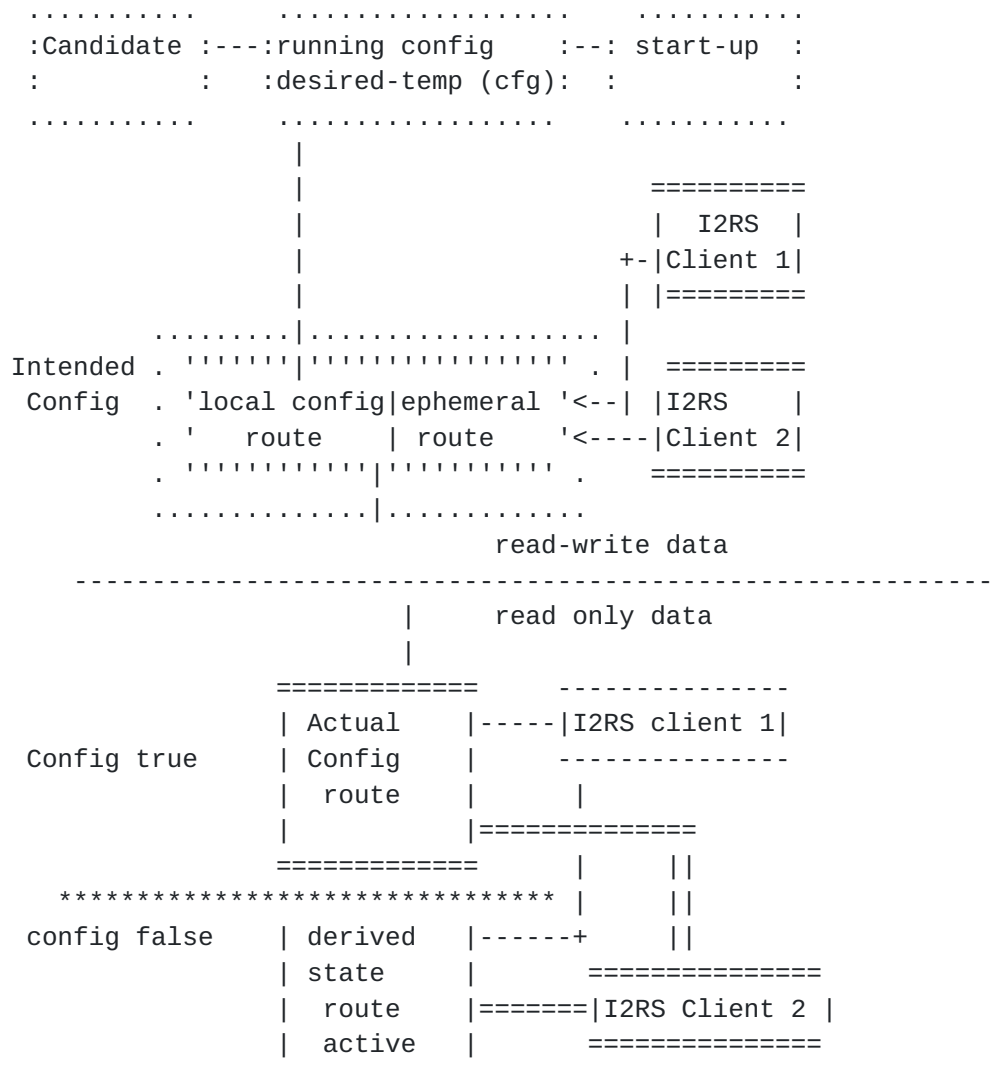 :Candidate :---:running config    :--: start-up  :
:          :   :desired-temp (cfg):  :           :
I2RS
+-|Client 1|
Intended
Config  . 'local config|ephemeral '<--| |I2RS    |
. '   route    | route     '<----|Client 2|
read-write data
read only data
| Actual    |-----|I2RS client 1|
Config true     | Config    |
|  route    |
config false    | derived   |------+
| state     |
|  route    |=======|I2RS Client 2 |
|  active   |